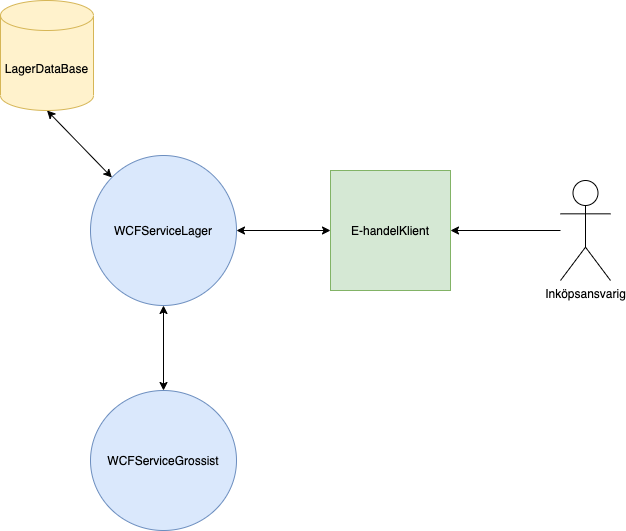 LagerDataBase
WCFServiceLager
E-handelKlient
Inköpsansvarig
WCFServiceGrossist